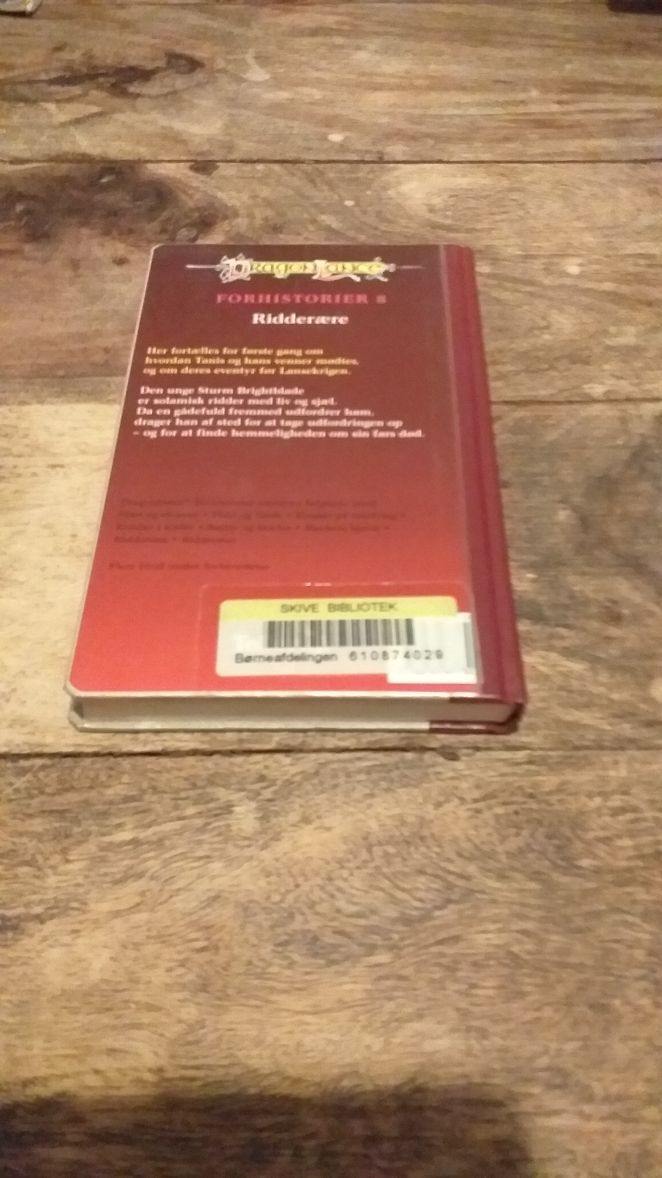 DragonLance
FORHISTORIER 8
Ridderære
Her fortælles for første gang om
hvordan Tanis og hans venner mødtes,
og om deres eventyr før Lansekrigen.
Den unge Sturm Brightblade
er solamisk ridder med liv og sjæl.
Da en gådefuld fremmed udfordrer ham,
drager han af sted for at tage udfordringen op
– og for at finde hemmeligheden om sin fars død.
SKIVE BIBLIOTEK
Børneafdelingen 610874029